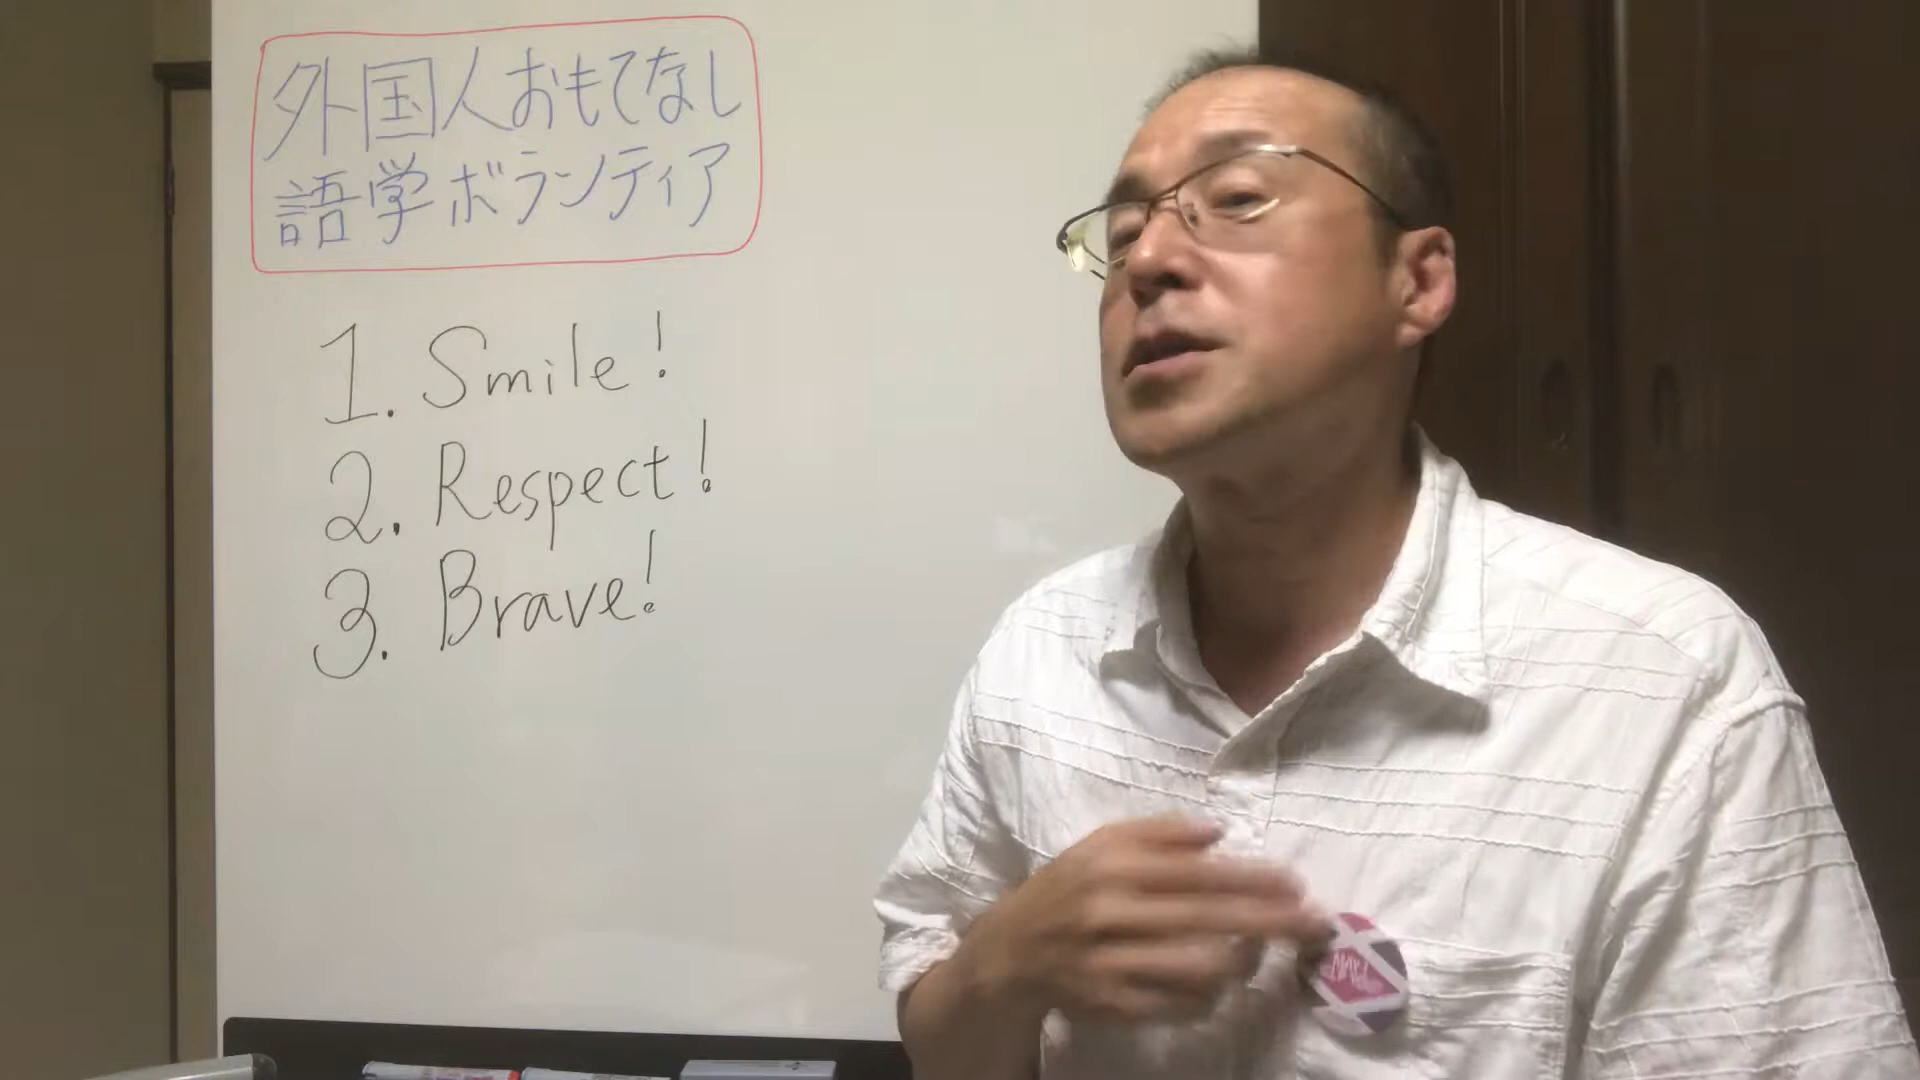 外国人おもてなし
語学ボランティア
1. Smile!
2. Respect!
3. Brave!